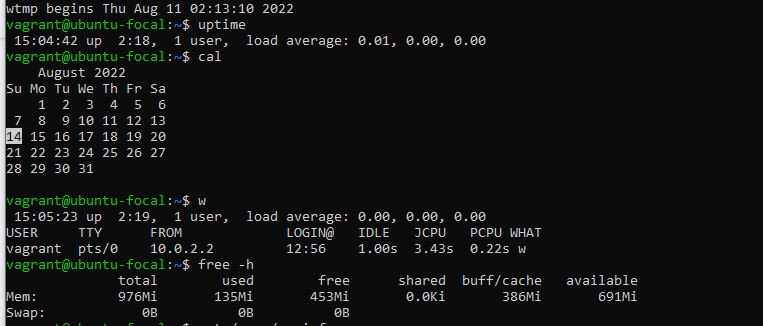 wtmp begins Thu Aug 11 02:13:10 2022
vagrant@ubuntu-focal:~$ uptime
 15:04:42 up  2:18,  1 user,  load average: 0.01, 0.00, 0.00
vagrant@ubuntu-focal:~$ cal
    August 2022
Su Mo Tu We Th Fr Sa
    1  2  3  4  5  6
 7  8  9 10 11 12 13
14 15 16 17 18 19 20
21 22 23 24 25 26 27
28 29 30 31
vagrant@ubuntu-focal:~$ w
 15:05:23 up  2:19,  1 user,  load average: 0.00, 0.00, 0.00
USER     TTY      FROM             LOGIN@   IDLE   JCPU   PCPU WHAT
vagrant  pts/0    10.0.2.2         12:56    1.00s  3.43s  0.22s w
vagrant@ubuntu-focal:~$ free -h
              total        used        free      shared  buff/cache   available
Mem:          976Mi       135Mi       453Mi       0.0Ki       386Mi       691Mi
Swap:            0B          0B          0B